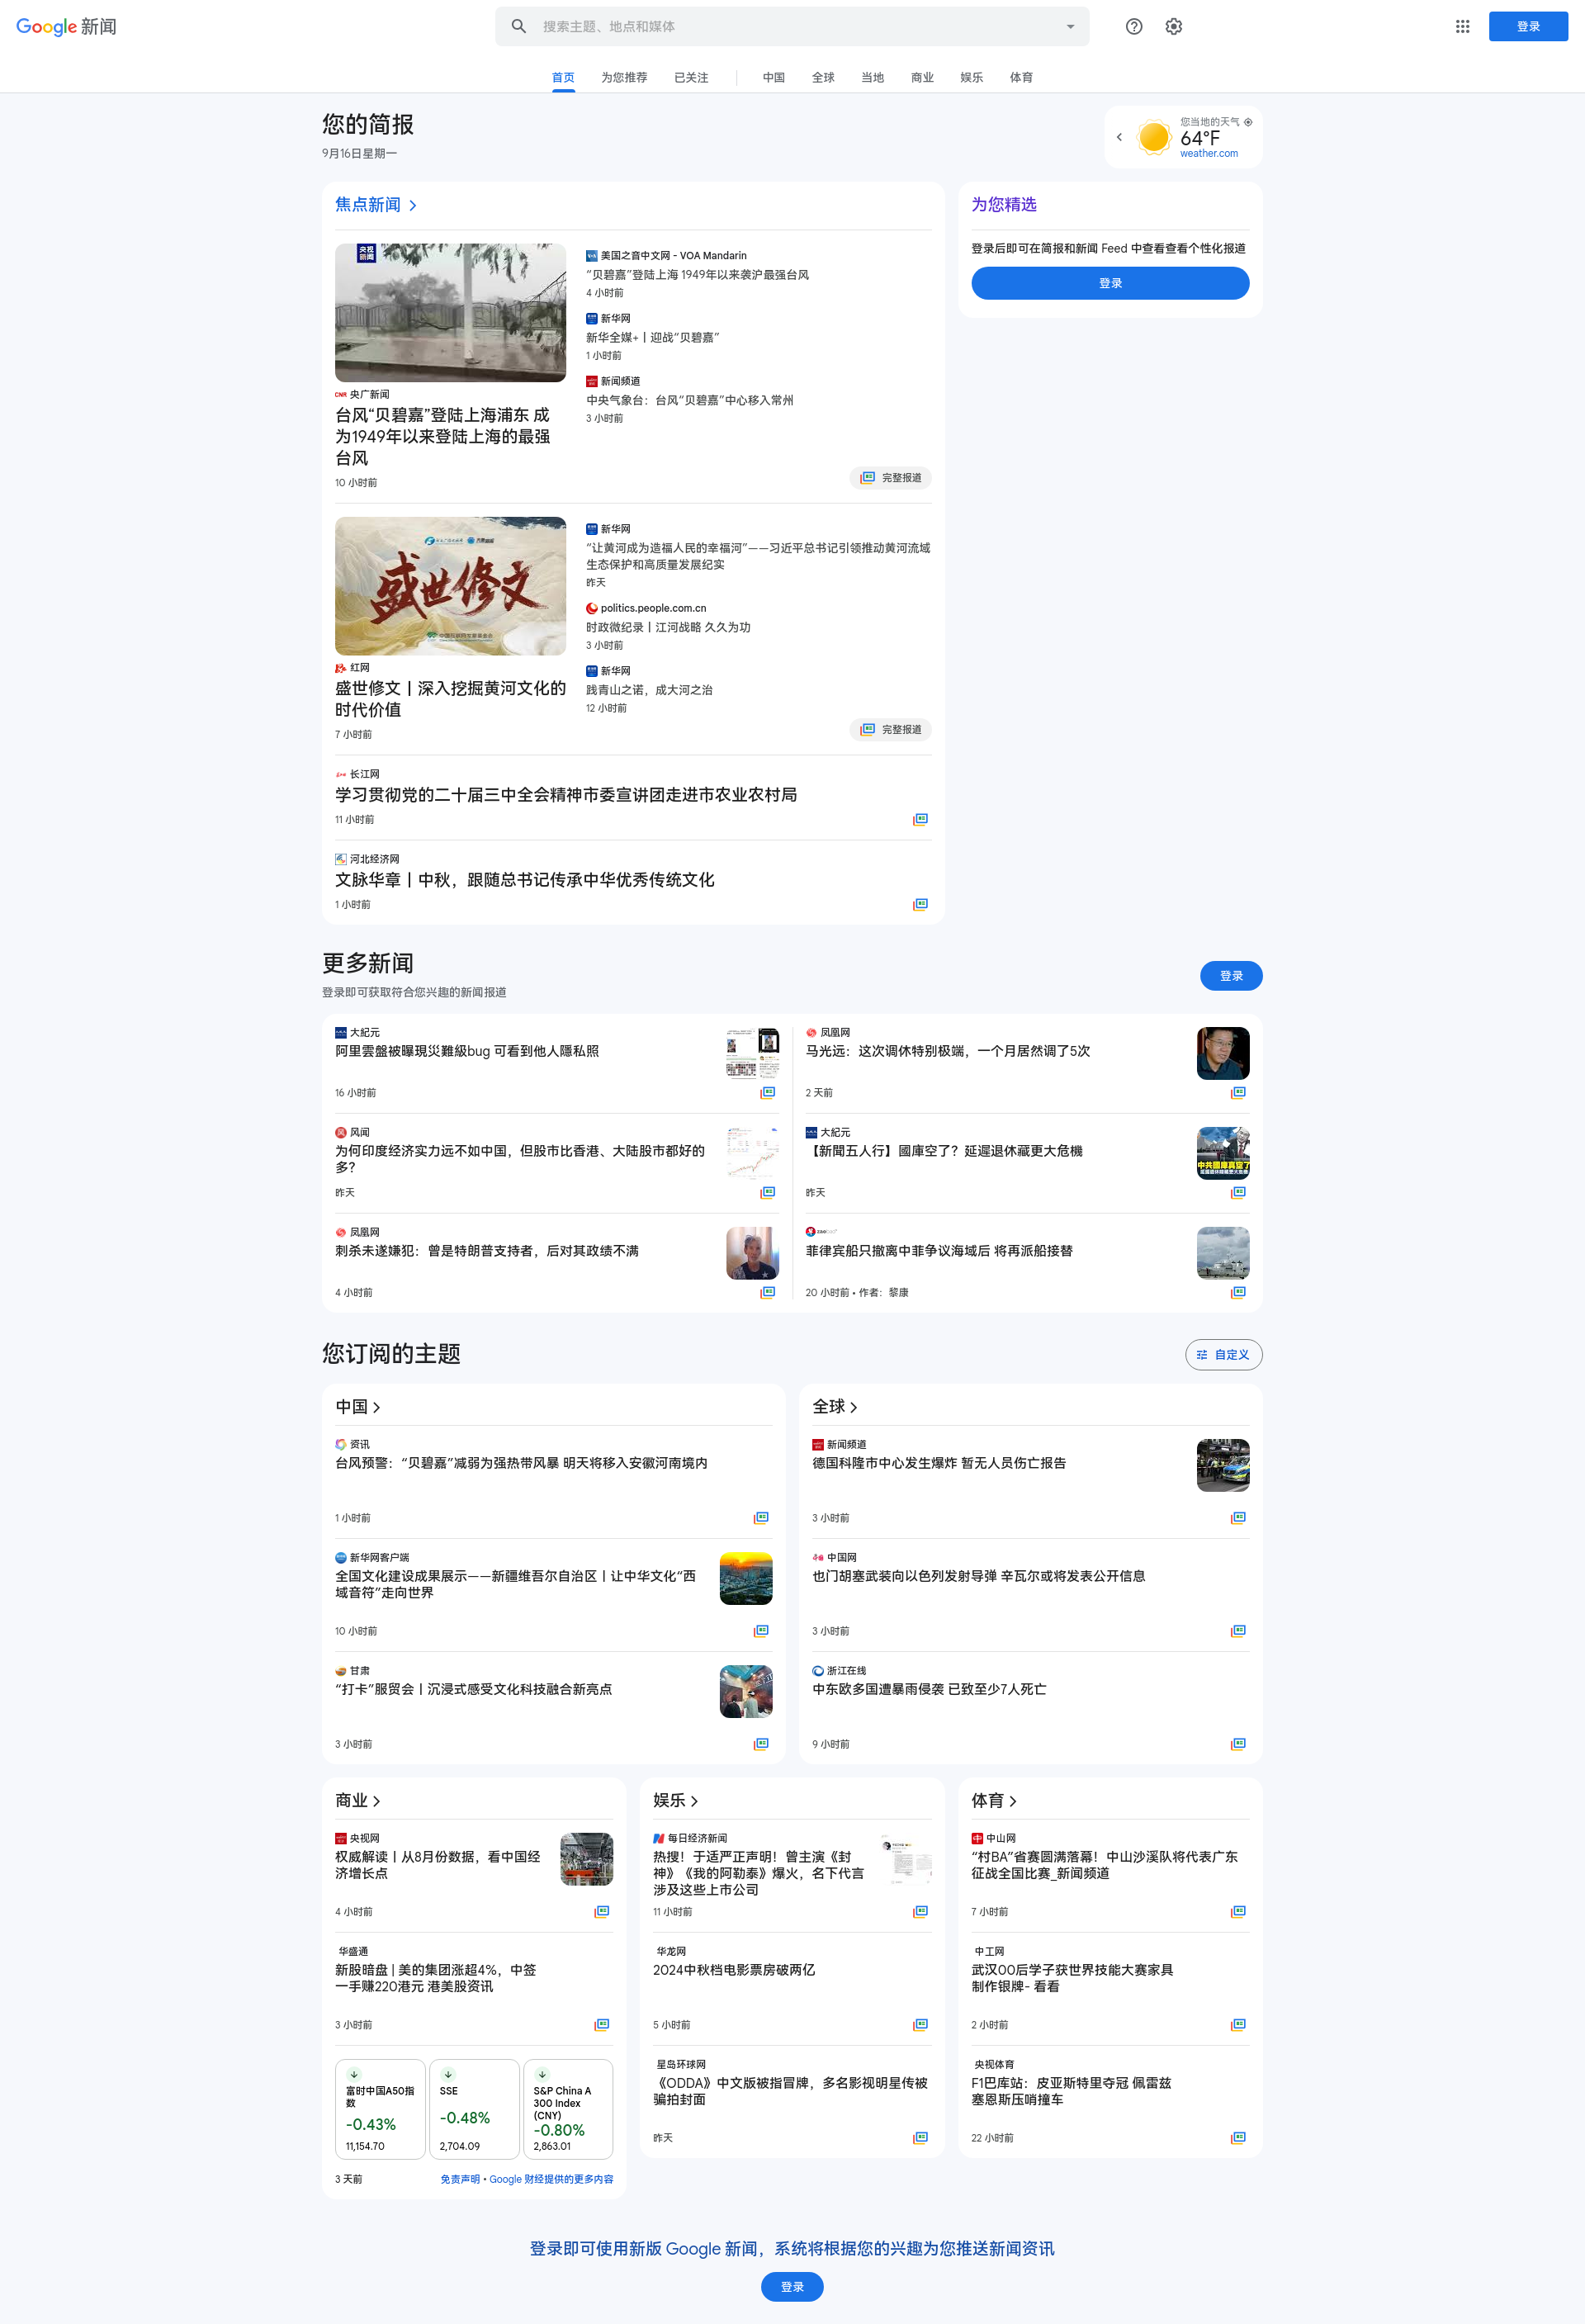 Google 新闻
搜索主题、地点和媒体
登录
首页
为您推荐
已关注
中国
全球
当地
商业
娱乐
体育
您的简报
9月16日星期一
您当地的天气
64°F
weather.com
焦点新闻
央视
新闻
CNR 央广新闻
台风“贝碧嘉”登陆上海浦东 成
为1949年以来登陆上海的最强
台风
10 小时前
美国之音中文网 - VOA Mandarin
“贝碧嘉”登陆上海 1949年以来袭沪最强台风
4 小时前
新华网
新华全媒+丨迎战“贝碧嘉”
1 小时前
新闻频道
中央气象台：台风“贝碧嘉”中心移入常州
3 小时前
完整报道
为您精选
登录后即可在简报和新闻 Feed 中查看查看个性化报道
登录
盛世修文
红网
盛世修文丨深入挖掘黄河文化的
时代价值
7 小时前
新华网
“让黄河成为造福人民的幸福河”——习近平总书记引领推动黄河流域
生态保护和高质量发展纪实
昨天
politics.people.com.cn
时政微纪录丨江河战略 久久为功
3 小时前
新华网
践青山之诺，成大河之治
12 小时前
完整报道
长江网
学习贯彻党的二十届三中全会精神市委宣讲团走进市农业农村局
11 小时前
河北经济网
文脉华章丨中秋，跟随总书记传承中华优秀传统文化
1 小时前
更多新闻
登录即可获取符合您兴趣的新闻报道
登录
大紀元
阿里雲盤被曝現災難級bug 可看到他人隱私照
16 小时前
凤凰网
马光远：这次调休特别极端，一个月居然调了5次
2 天前
风闻
为何印度经济实力远不如中国，但股市比香港、大陆股市都好的
多？
昨天
大紀元
【新聞五人行】國庫空了？延遲退休藏更大危機
中共國庫真空了
昨天
凤凰网
刺杀未遂嫌犯：曾是特朗普支持者，后对其政绩不满
4 小时前
菲律宾船只撤离中菲争议海域后 将再派船接替
20 小时前 • 作者：黎康
您订阅的主题
自定义
中国
资讯
台风预警：“贝碧嘉”减弱为强热带风暴 明天将移入安徽河南境内
1 小时前
新华网客户端
全国文化建设成果展示——新疆维吾尔自治区丨让中华文化“西
域音符”走向世界
10 小时前
甘肃
“打卡”服贸会丨沉浸式感受文化科技融合新亮点
3 小时前
全球
新闻频道
德国科隆市中心发生爆炸 暂无人员伤亡报告
3 小时前
中国网
也门胡塞武装向以色列发射导弹 辛瓦尔或将发表公开信息
3 小时前
浙江在线
中东欧多国遭暴雨侵袭 已致至少7人死亡
9 小时前
商业
央视网
权威解读丨从8月份数据，看中国经
济增长点
4 小时前
华盛通
新股暗盘 | 美的集团涨超4%，中签
一手赚220港元 港美股资讯
3 小时前
富时中国A50指
数
-0.43%
11,154.70
SSE
-0.48%
2,704.09
S&P China A
300 Index
(CNY)
-0.80%
2,863.01
3 天前
免责声明 • Google 财经提供的更多内容
娱乐
每日经济新闻
热搜！于适严正声明！曾主演《封
神》《我的阿勒泰》爆火，名下代言
涉及这些上市公司
11 小时前
华龙网
2024中秋档电影票房破两亿
5 小时前
星岛环球网
《ODDA》中文版被指冒牌，多名影视明星传被
骗拍封面
昨天
体育
中山网
“村BA”省赛圆满落幕！中山沙溪队将代表广东
征战全国比赛_新闻频道
7 小时前
中工网
武汉00后学子获世界技能大赛家具
制作银牌- 看看
2 小时前
央视体育
F1巴库站：皮亚斯特里夺冠 佩雷兹
塞恩斯压哨撞车
22 小时前
登录即可使用新版 Google 新闻，系统将根据您的兴趣为您推送新闻资讯
登录